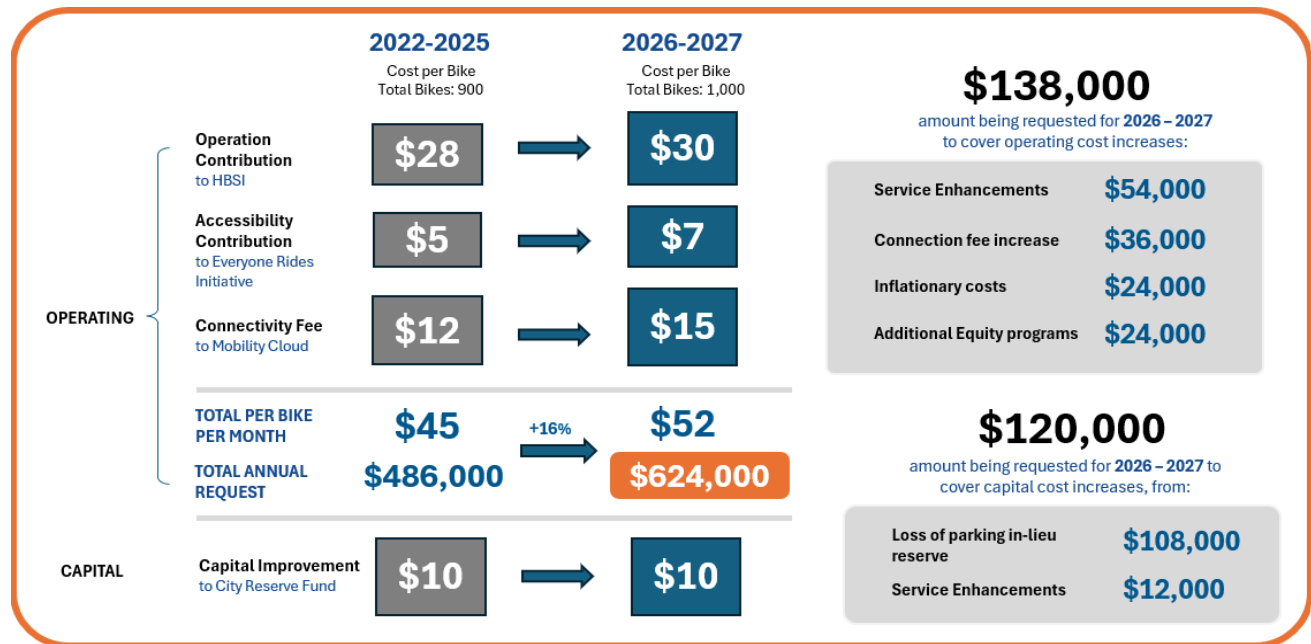 2022-2025
Cost per Bike
Total Bikes: 900
2026-2027
Cost per Bike
Total Bikes: 1,000
OPERATING
Operation
Contribution
to HBSI
$28
$30
Accessibility
Contribution
to Everyone Rides
Initiative
$5
$7
Connectivity Fee
to Mobility Cloud
$12
$15
TOTAL PER BIKE
PER MONTH
$45
+16%
$52
TOTAL ANNUAL
REQUEST
$486,000
$624,000
CAPITAL
Capital Improvement
to City Reserve Fund
$10
$10
$138,000
amount being requested for 2026 – 2027
to cover operating cost increases:
Service Enhancements $54,000
Connection fee increase $36,000
Inflationary costs $24,000
Additional Equity programs $24,000
$120,000
amount being requested for 2026 – 2027 to
cover capital cost increases, from:
Loss of parking in-lieu
reserve
$108,000
Service Enhancements $12,000